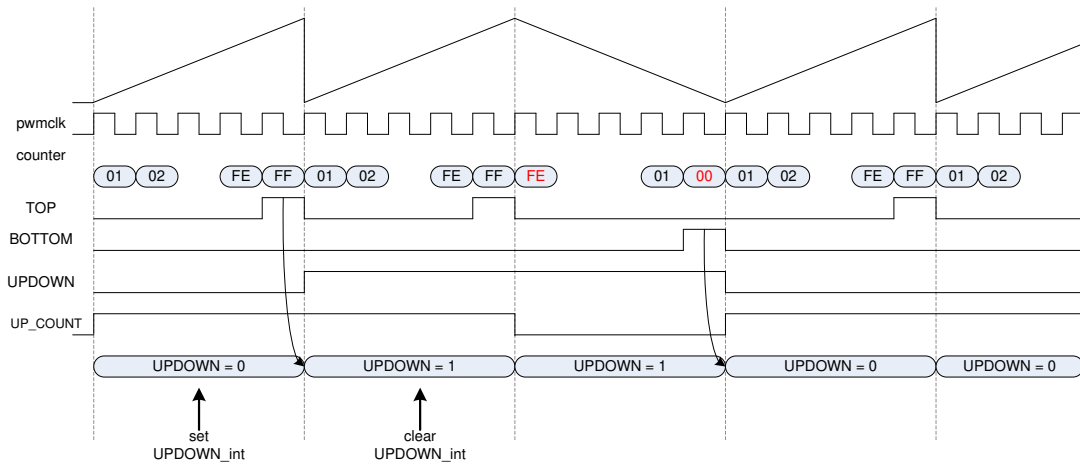 pwmclk
counter
01 02 FE FF 01 02 FE FF FE 01 00 01 02 FE FF 01 02
TOP
BOTTOM
UPDOWN
UP_COUNT
UPDOWN = 0 UPDOWN = 1 UPDOWN = 1 UPDOWN = 0 UPDOWN = 0
set clear
UPDOWN_int UPDOWN_int